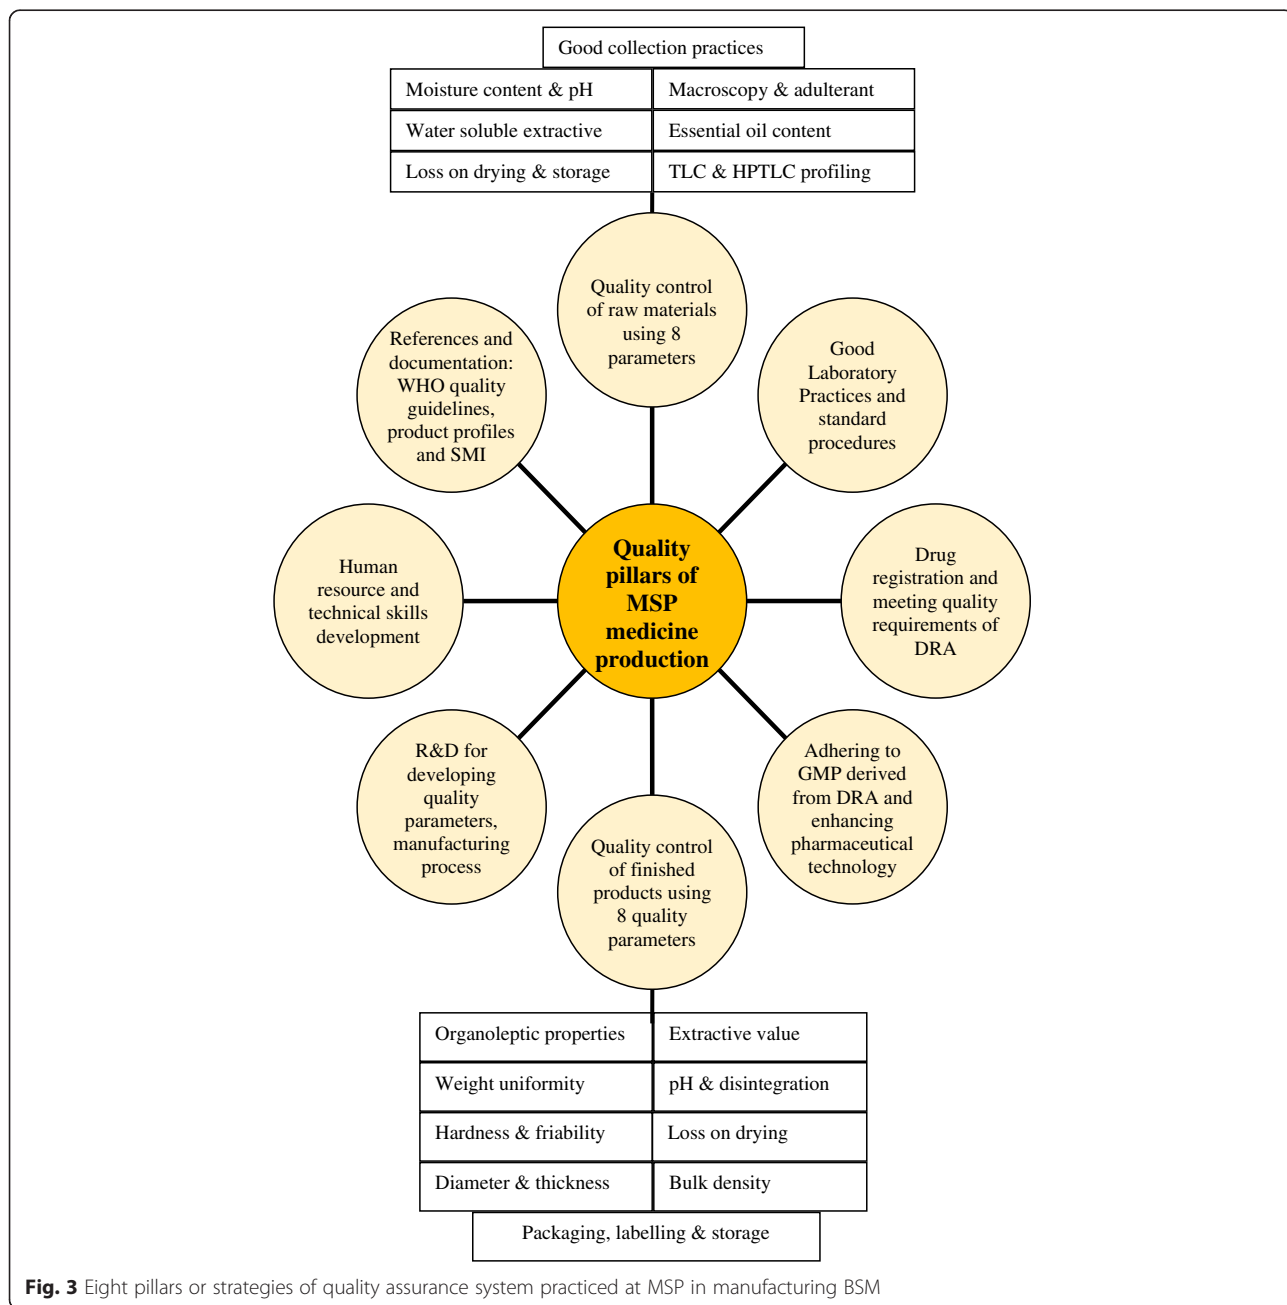 Good collection practices
Moisture content & pH
Macroscopy & adulterant
Water soluble extractive
Essential oil content
Loss on drying & storage
TLC & HPTLC profiling
Quality control
of raw materials
using 8
parameters
References and
documentation:
WHO quality
guidelines,
product profiles
and SMI
Good
Laboratory
Practices and
standard
procedures
Human
resource and
technical skills
development
Quality
pillars of
MSP
medicine
production
Drug
registration and
meeting quality
requirements of
DRA
R&D for
developing
quality
parameters,
manufacturing
process
Adhering to
GMP derived
from DRA and
enhancing
pharmaceutical
technology
Quality control
of finished
products using
8 quality
parameters
Organoleptic properties
Extractive value
Weight uniformity
pH & disintegration
Hardness & friability
Loss on drying
Diameter & thickness
Bulk density
Packaging, labelling & storage
Fig. 3 Eight pillars or strategies of quality assurance system practiced at MSP in manufacturing BSM